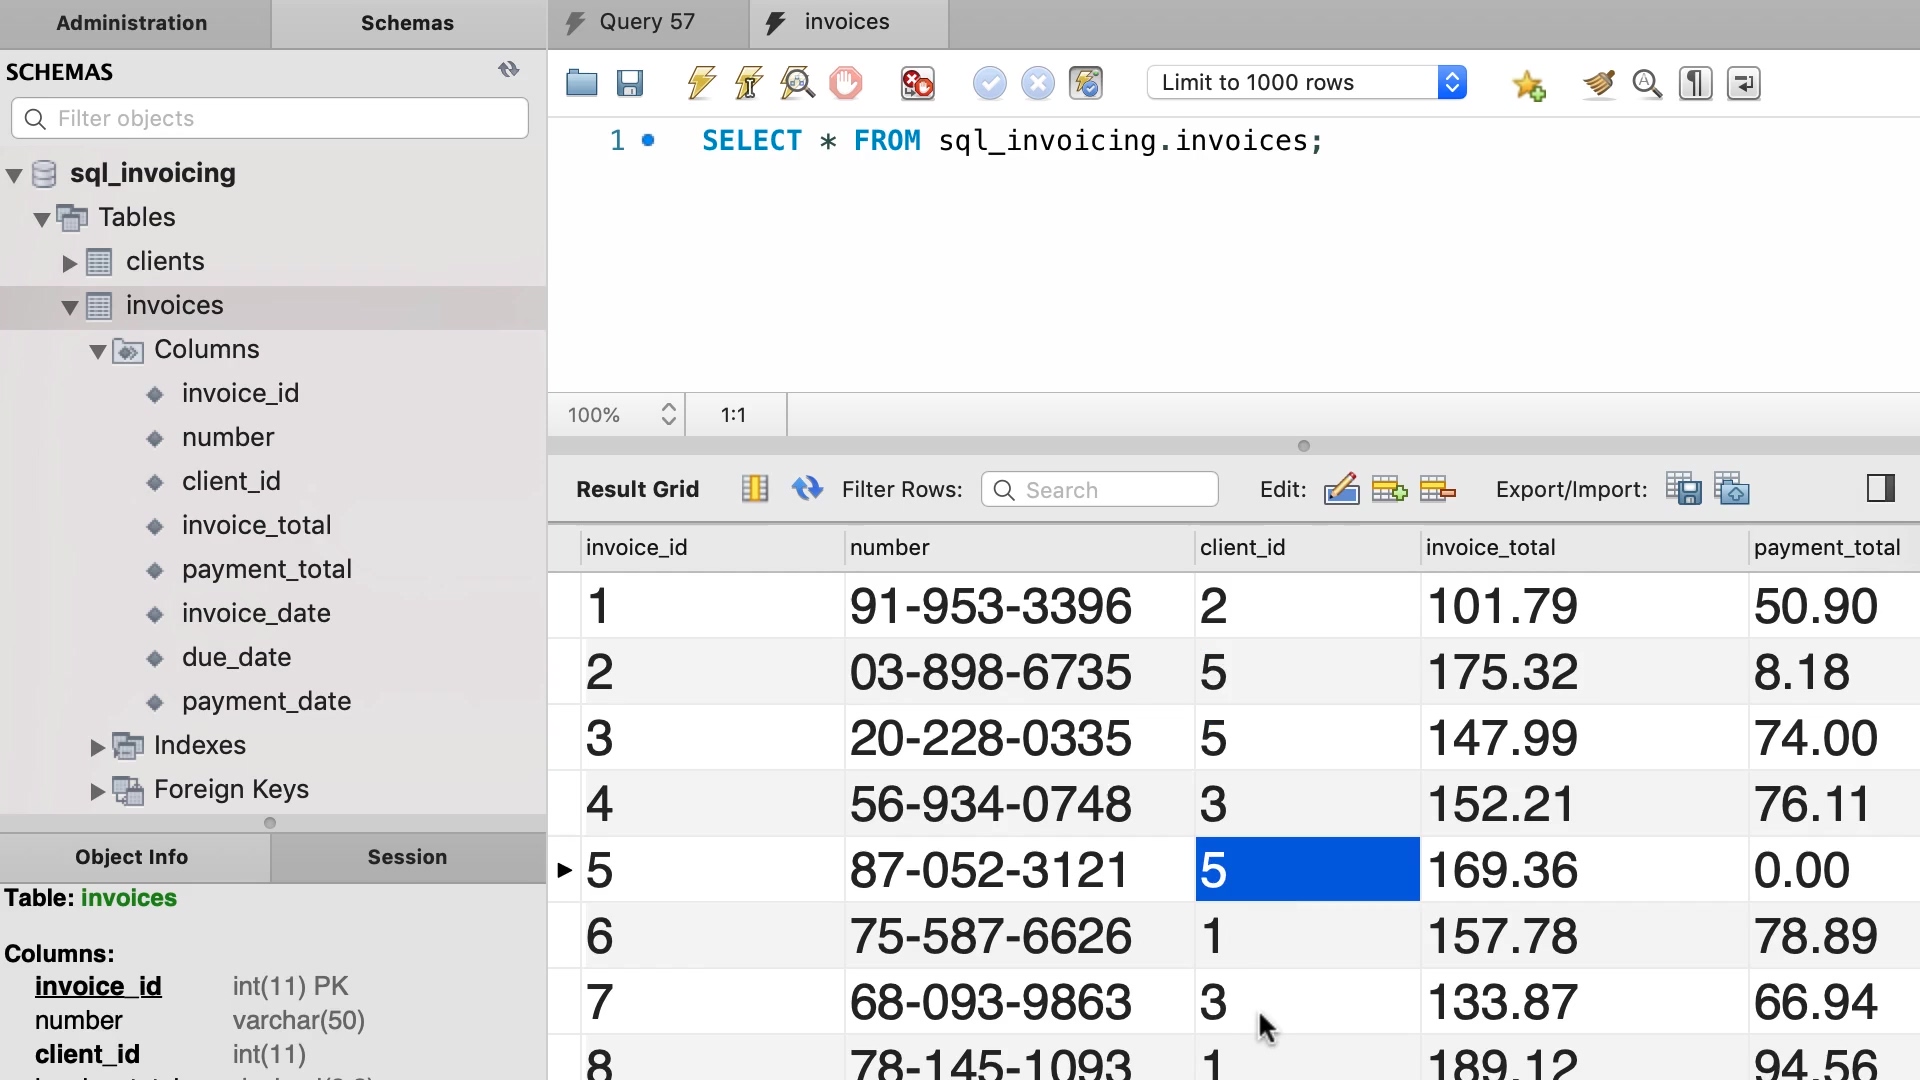 Administration
Schemas
SCHEMAS
Filter objects
sql_invoicing
Tables
clients
invoices
Columns
invoice_id
number
client_id
invoice_total
payment_total
invoice_date
due_date
payment_date
Indexes
Foreign Keys
Object Info
Session
Table: invoices
Columns:
invoice_id int(11) PK
number varchar(50)
client_id int(11)
Query 57
invoices
Limit to 1000 rows
1 SELECT * FROM sql_invoicing.invoices;
100% 1:1
Result Grid Filter Rows: Search Edit: Export/Import:
invoice_id number client_id invoice_total payment_total
1 91-953-3396 2 101.79 50.90
2 03-898-6735 5 175.32 8.18
3 20-228-0335 5 147.99 74.00
4 56-934-0748 3 152.21 76.11
5 87-052-3121 5 169.36 0.00
6 75-587-6626 1 157.78 78.89
7 68-093-9863 3 133.87 66.94
8 78-145-1093 1 189.12 94.56